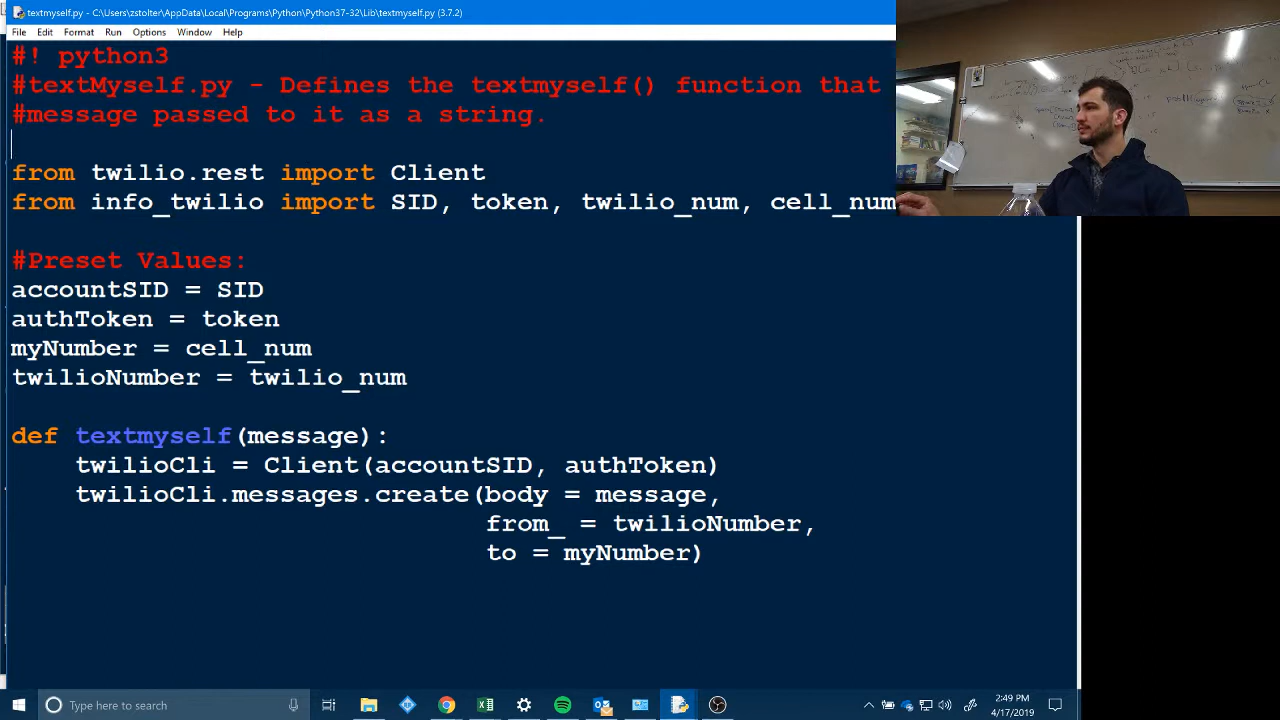 textmyself.py - C:\Users\zstolter\AppData\Local\Programs\Python\Python37-32\Lib\textmyself.py (3.7.2)
File Edit Format Run Options Window Help
#! python3
#textMyself.py - Defines the textmyself() function that
#message passed to it as a string.
from twilio.rest import Client
from info_twilio import SID, token, twilio_num, cell_num
#Preset Values:
accountSID = SID
authToken = token
myNumber = cell_num
twilioNumber = twilio_num
def textmyself(message):
twilioCli = Client(accountSID, authToken)
twilioCli.messages.create(body = message,
from_ = twilioNumber,
to = myNumber)
Type here to search
2:49 PM
4/17/2019